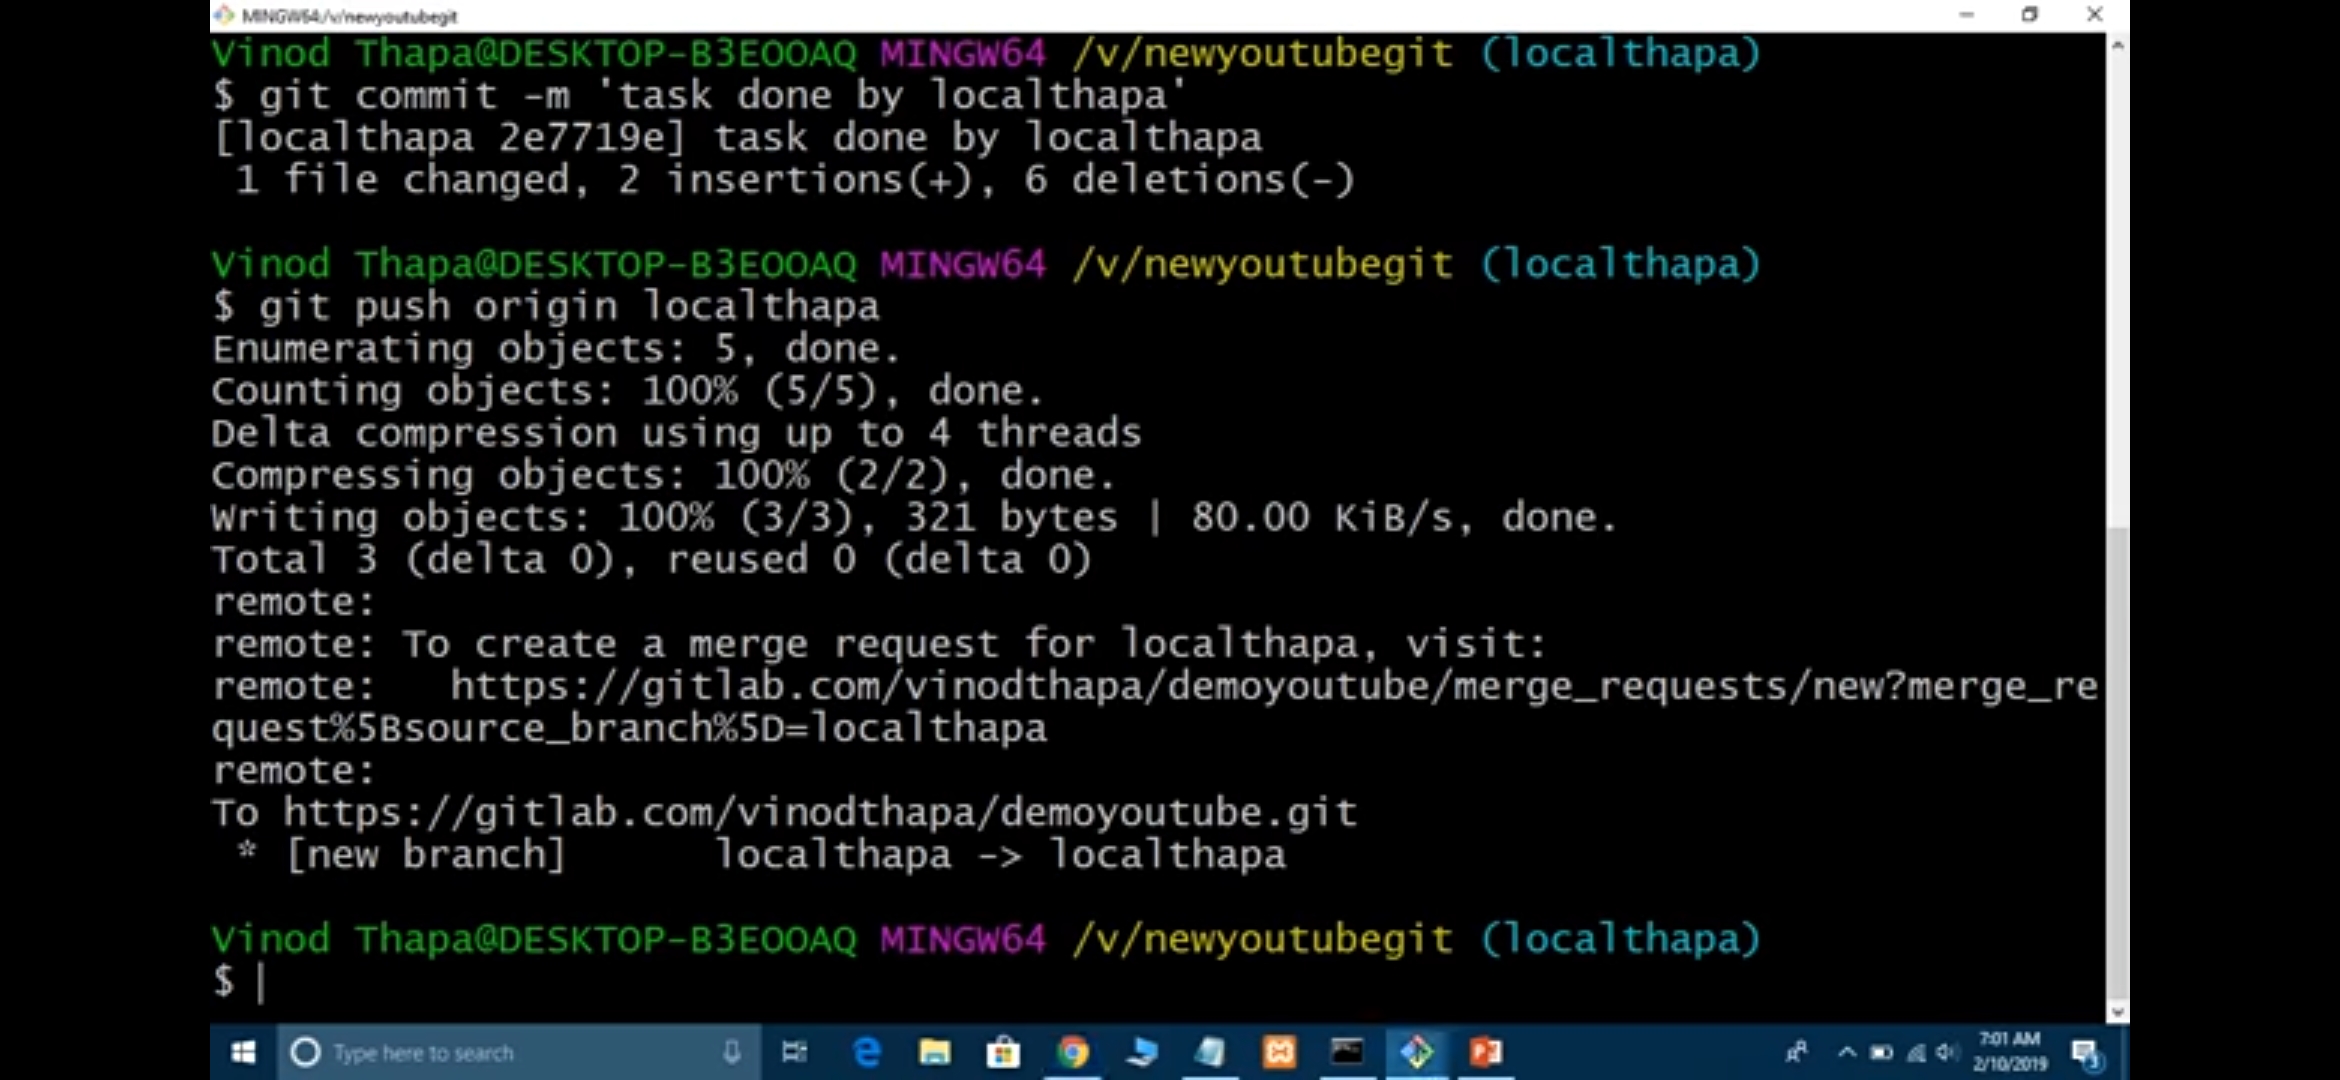 MINGW64:/v/newyoutubegit
Vinod Thapa@DESKTOP-B3EOOAQ MINGW64 /v/newyoutubegit (localthapa)
$ git commit -m 'task done by localthapa'
[localthapa 2e7719e] task done by localthapa
 1 file changed, 2 insertions(+), 6 deletions(-)
Vinod Thapa@DESKTOP-B3EOOAQ MINGW64 /v/newyoutubegit (localthapa)
$ git push origin localthapa
Enumerating objects: 5, done.
Counting objects: 100% (5/5), done.
Delta compression using up to 4 threads
Compressing objects: 100% (2/2), done.
Writing objects: 100% (3/3), 321 bytes | 80.00 KiB/s, done.
Total 3 (delta 0), reused 0 (delta 0)
remote:
remote: To create a merge request for localthapa, visit:
remote:   https://gitlab.com/vinodthapa/demoyoutube/merge_requests/new?merge_re
quest%5Bsource_branch%5D=localthapa
remote:
To https://gitlab.com/vinodthapa/demoyoutube.git
 * [new branch]      localthapa -> localthapa
Vinod Thapa@DESKTOP-B3EOOAQ MINGW64 /v/newyoutubegit (localthapa)
$
Type here to search
7:01 AM
2/10/2019
3